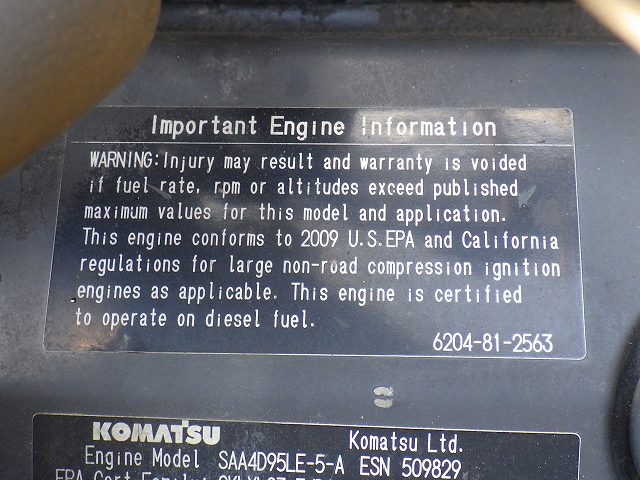 Important Engine Information
WARNING:Injury may result and warranty is voided
if fuel rate, rpm or altitudes exceed published
maximum values for this model and application.
This engine conforms to 2009 U.S.EPA and California
regulations for large non-road compression ignition
engines as applicable. This engine is certified
to operate on diesel fuel.
6204-81-2563
KOMATSU Komatsu Ltd.
Engine Model SAA4D95LE-5-A ESN 509829
EPA Cert Family